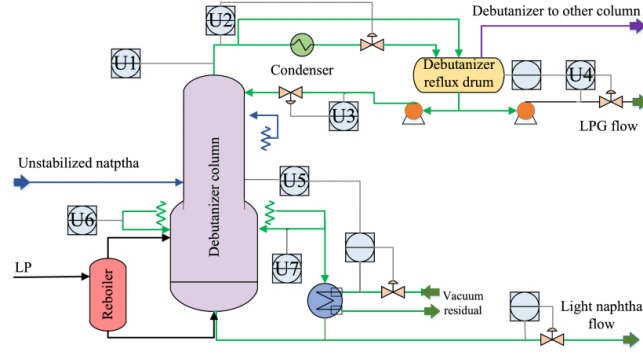 U2
Debutanizer to other column
U1
Condenser
Debutanizer
reflux drum
U4
U3
LPG flow
Unstabilized natptha
Debutanizer column
U5
U6
U7
LP
Reboiler
Vacuum
residual
Light naphtha
flow